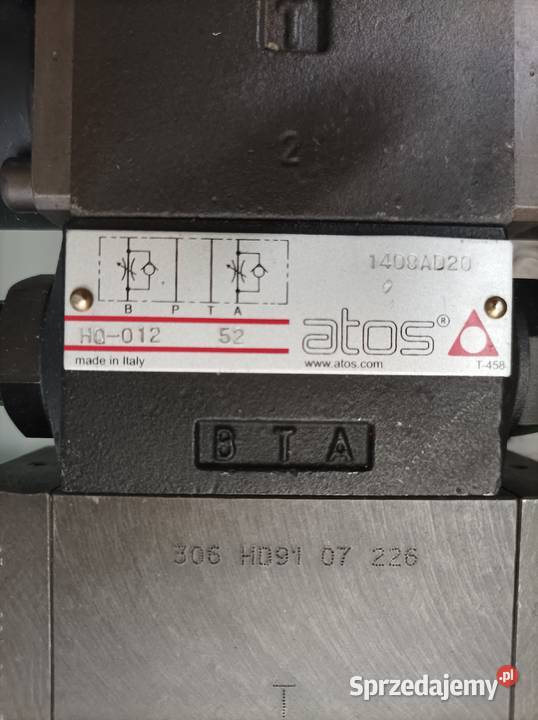 T
2
1408AD20
9
B P T A
HQ-012 52
atos®
made in Italy
www.atos.com
T-458
B T A
306 HD91 07 226
T
Sprzedajemy.pl